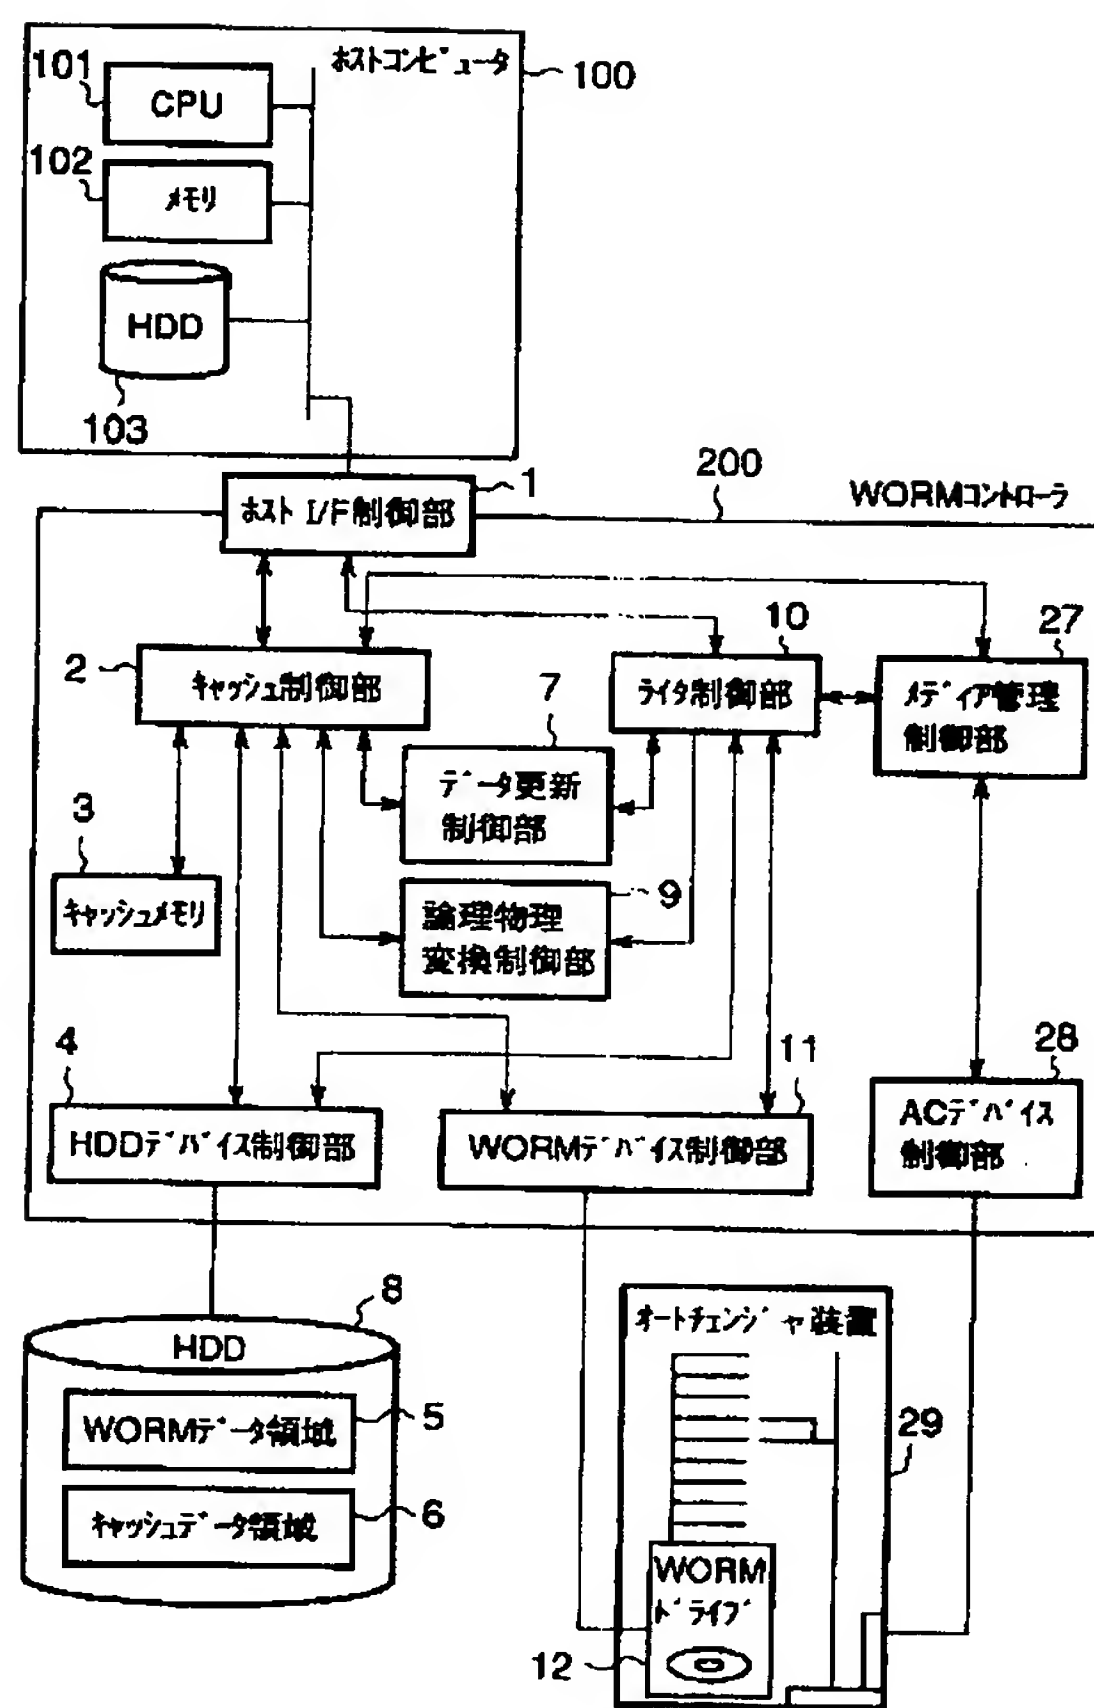 ホストコンピュータ
100
101
CPU
102
メモリ
HDD
103
1
200
ホスト I/F制御部
WORMコントローラ
10
27
2
キャッシュ制御部
7
ライタ制御部
メディア管理
制御部
データ更新
制御部
3
9
キャッシュメモリ
論理物理
変換制御部
4
11
28
HDDデバイス制御部
WORMデバイス制御部
ACデバイス
制御部
8
HDD
オートチェンジャ装置
WORMデータ領域
5
29
キャッシュデータ領域
6
WORM
ドライブ
12